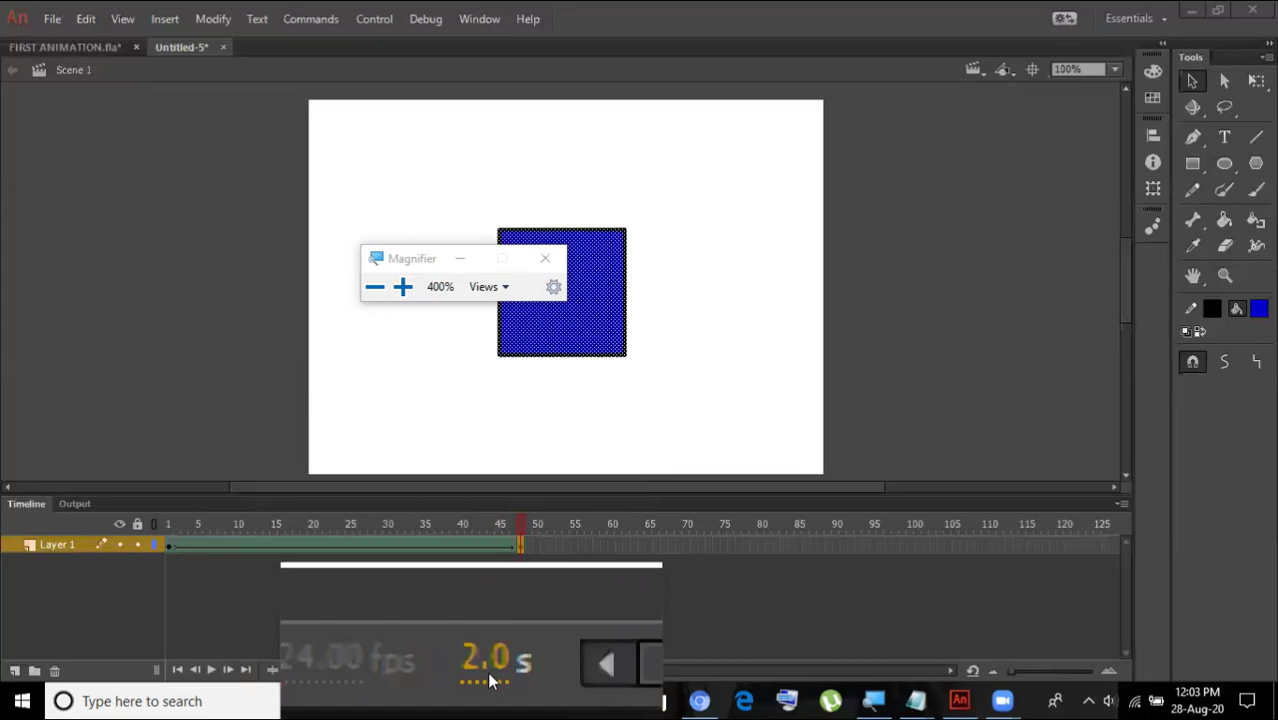 An File Edit View Insert Modify Text Commands Control Debug Window Help Essentials
FIRST ANIMATION.fla* × Untitled-5* ×
Scene 1 100%
Tools
Magnifier
400% Views
Timeline Output
1 5 10 15 20 25 30 35 40 45 50 55 60 65 70 75 80 85 90 95 100 105 110 115 120 125
Layer 1
24.00 fps 2.0 s
Type here to search
An
12:03 PM
28-Aug-20